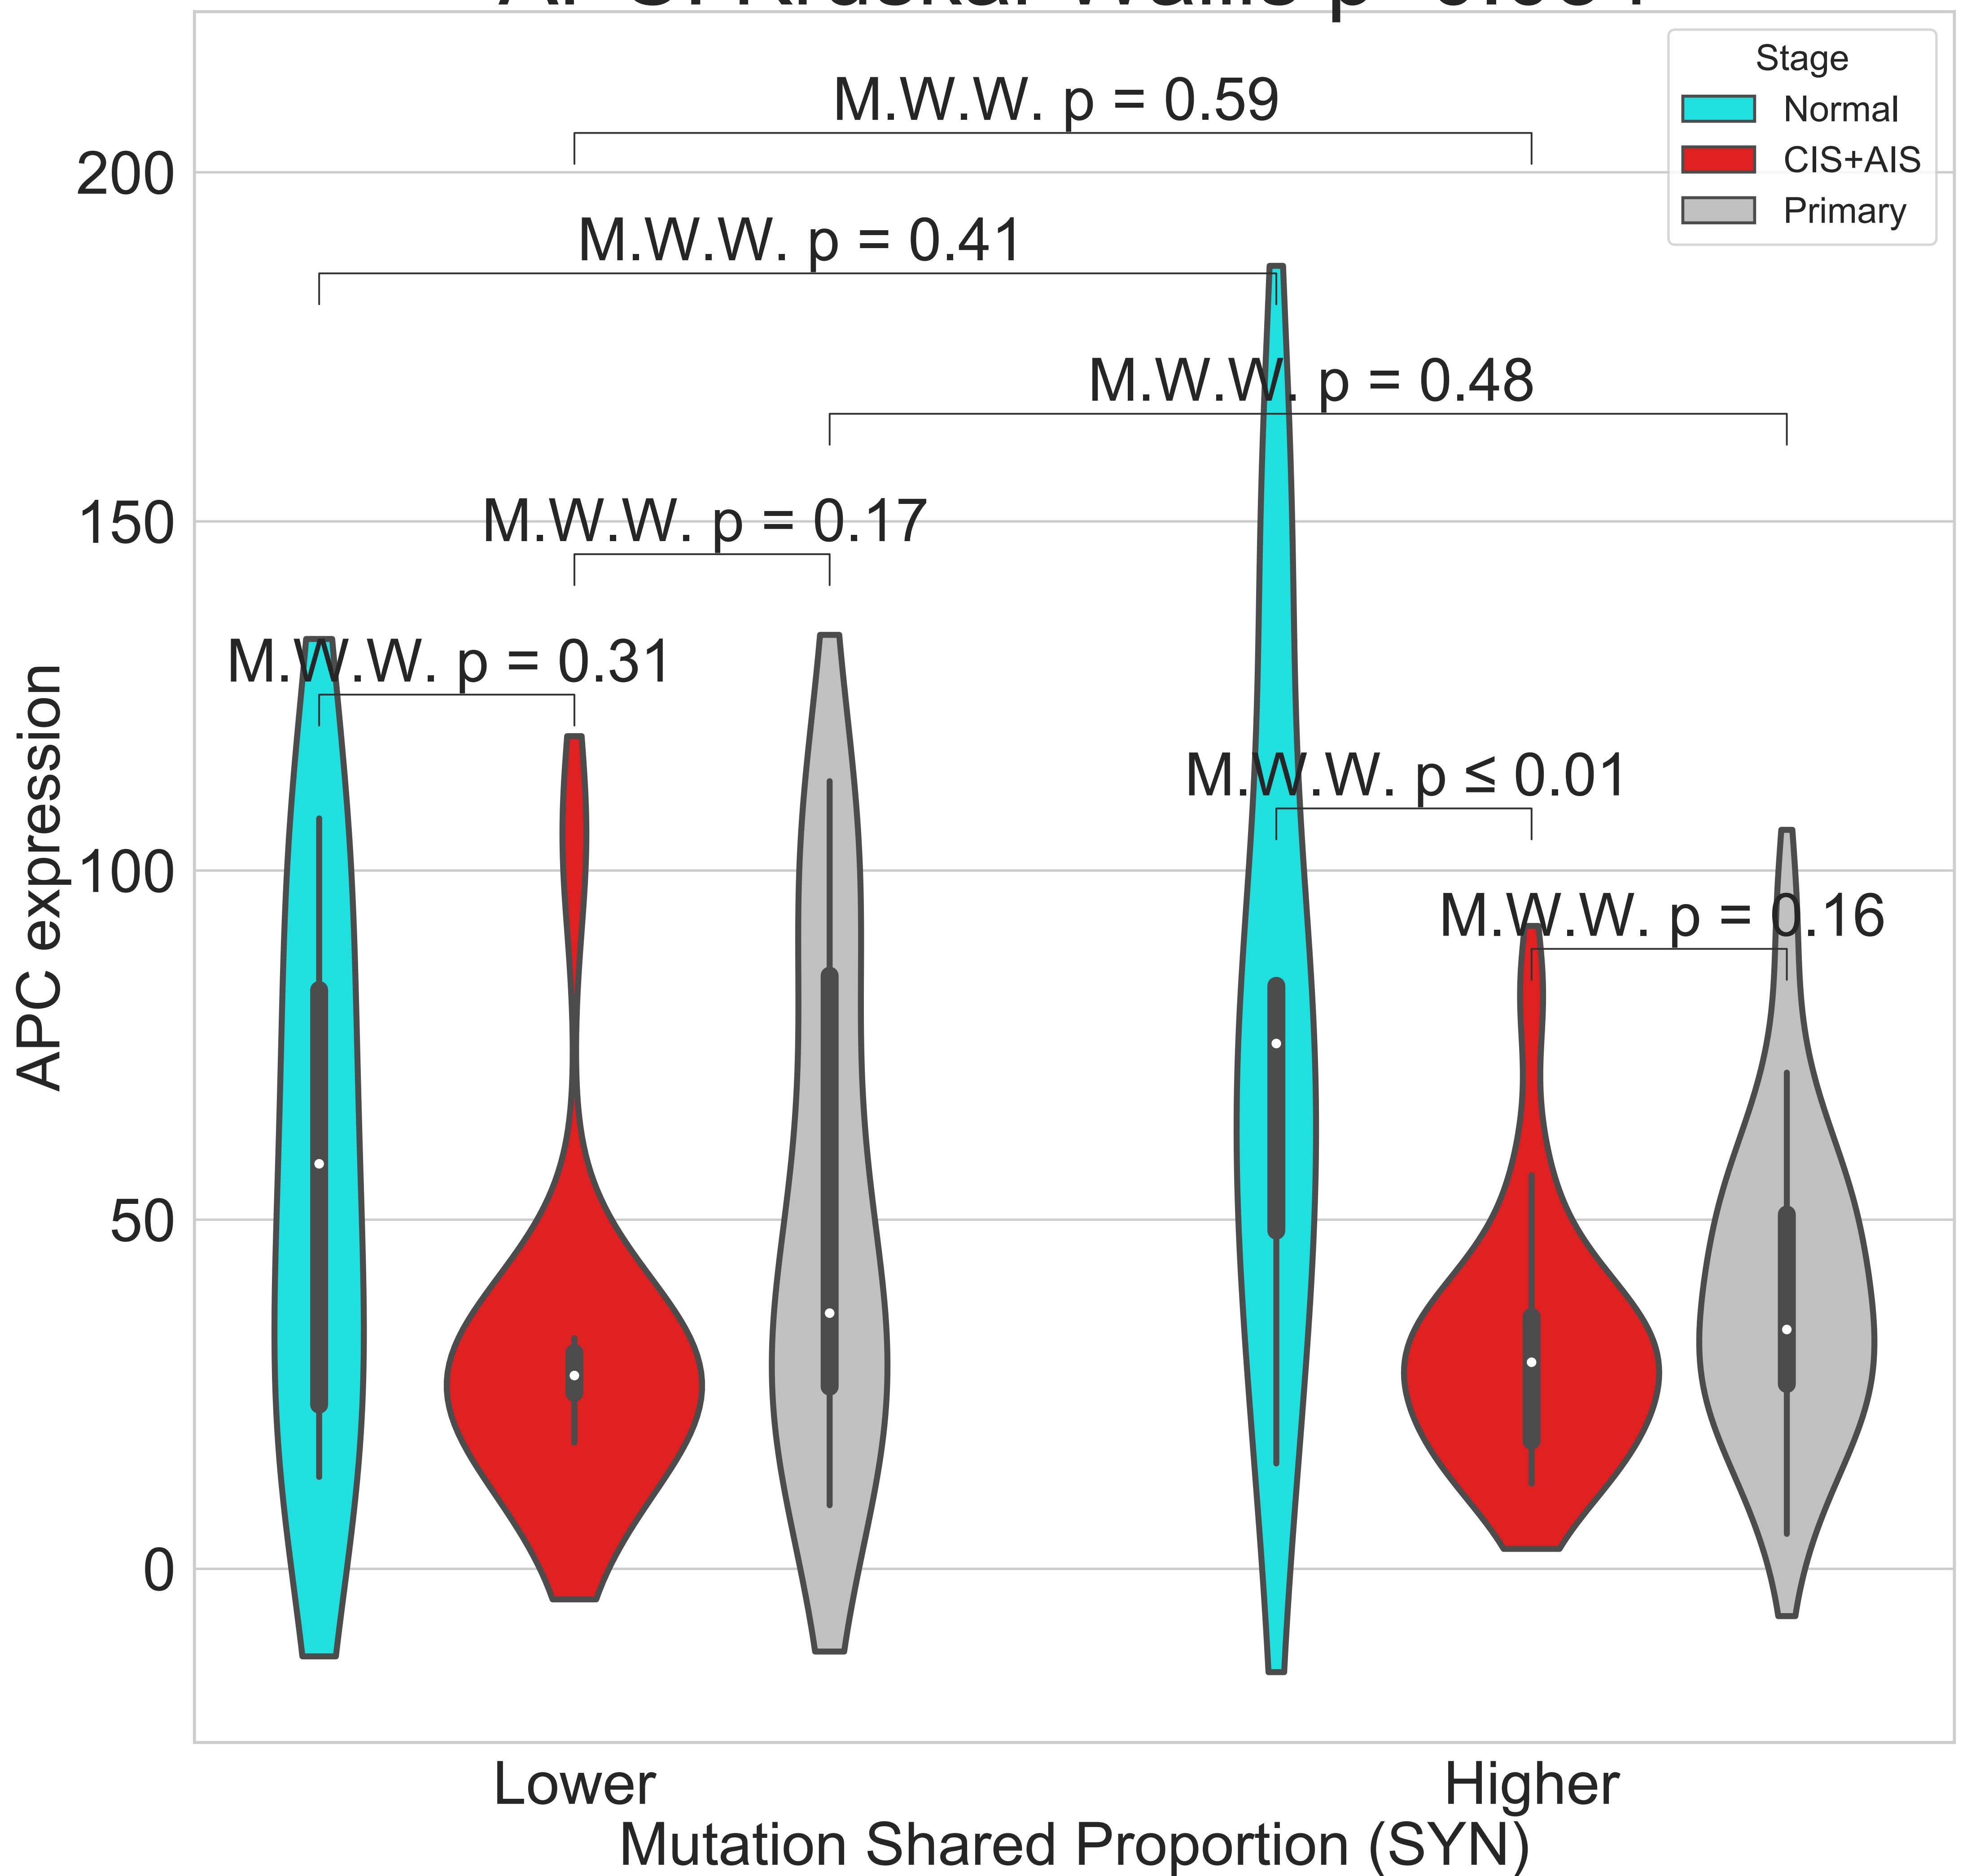 Stage
Normal
CIS+AIS
Primary
M.W.W. p = 0.59
M.W.W. p = 0.41
M.W.W. p = 0.48
M.W.W. p = 0.17
M.W.W. p = 0.31
M.W.W. p ≤ 0.01
M.W.W. p = 0.16
200
150
100
50
0
APC expression
Lower
Higher
Mutation Shared Proportion (SYN)